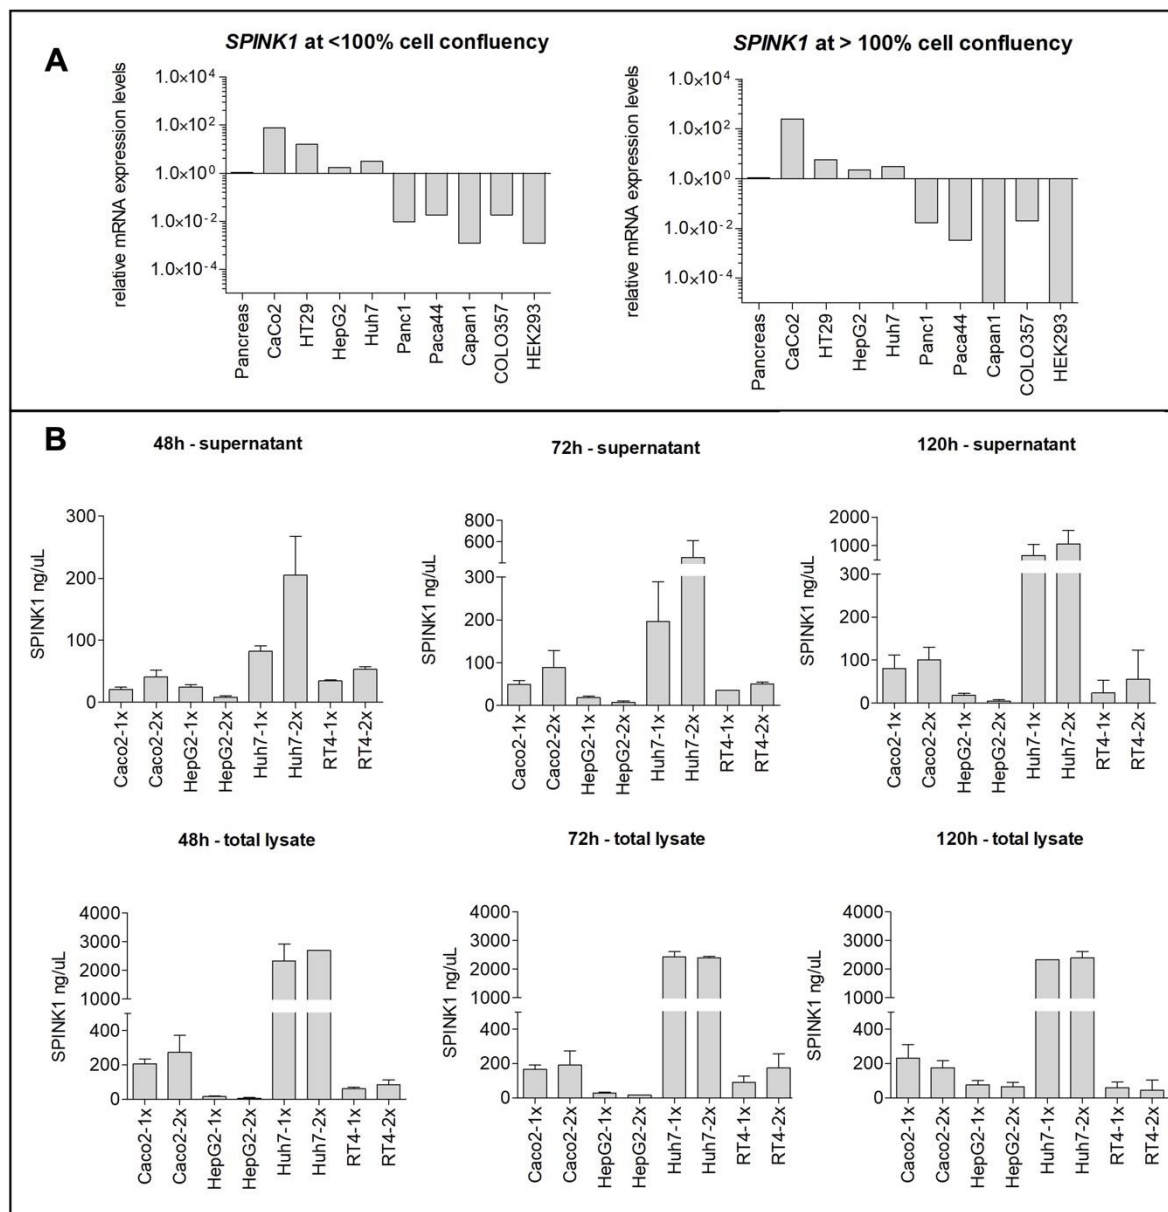 A
SPINK1 at <100% cell confluency
relative mRNA expression levels
1.0×10⁴
1.0×10²
1.0×10⁰
1.0×10⁻²
1.0×10⁻⁴
Pancreas
CaCo2
HT29
HepG2
Huh7
Panc1
Paca44
Capan1
COLO357
HEK293
SPINK1 at > 100% cell confluency
relative mRNA expression levels
1.0×10⁴
1.0×10²
1.0×10⁰
1.0×10⁻²
1.0×10⁻⁴
Pancreas
CaCo2
HT29
HepG2
Huh7
Panc1
Paca44
Capan1
COLO357
HEK293
B
48h - supernatant
SPINK1 ng/uL
300
200
100
0
Caco2-1x
Caco2-2x
HepG2-1x
HepG2-2x
Huh7-1x
Huh7-2x
RT4-1x
RT4-2x
72h - supernatant
SPINK1 ng/uL
800
600
400
300
200
100
0
Caco2-1x
Caco2-2x
HepG2-1x
HepG2-2x
Huh7-1x
Huh7-2x
RT4-1x
RT4-2x
120h - supernatant
SPINK1 ng/uL
2000
1000
300
200
100
0
Caco2-1x
Caco2-2x
HepG2-1x
HepG2-2x
Huh7-1x
Huh7-2x
RT4-1x
RT4-2x
48h - total lysate
SPINK1 ng/uL
4000
3000
2000
1000
400
200
0
Caco2-1x
Caco2-2x
HepG2-1x
HepG2-2x
Huh7-1x
Huh7-2x
RT4-1x
RT4-2x
72h - total lysate
SPINK1 ng/uL
4000
3000
2000
1000
400
200
0
Caco2-1x
Caco2-2x
HepG2-1x
HepG2-2x
Huh7-1x
Huh7-2x
RT4-1x
RT4-2x
120h - total lysate
SPINK1 ng/uL
4000
3000
2000
1000
400
200
0
Caco2-1x
Caco2-2x
HepG2-1x
HepG2-2x
Huh7-1x
Huh7-2x
RT4-1x
RT4-2x